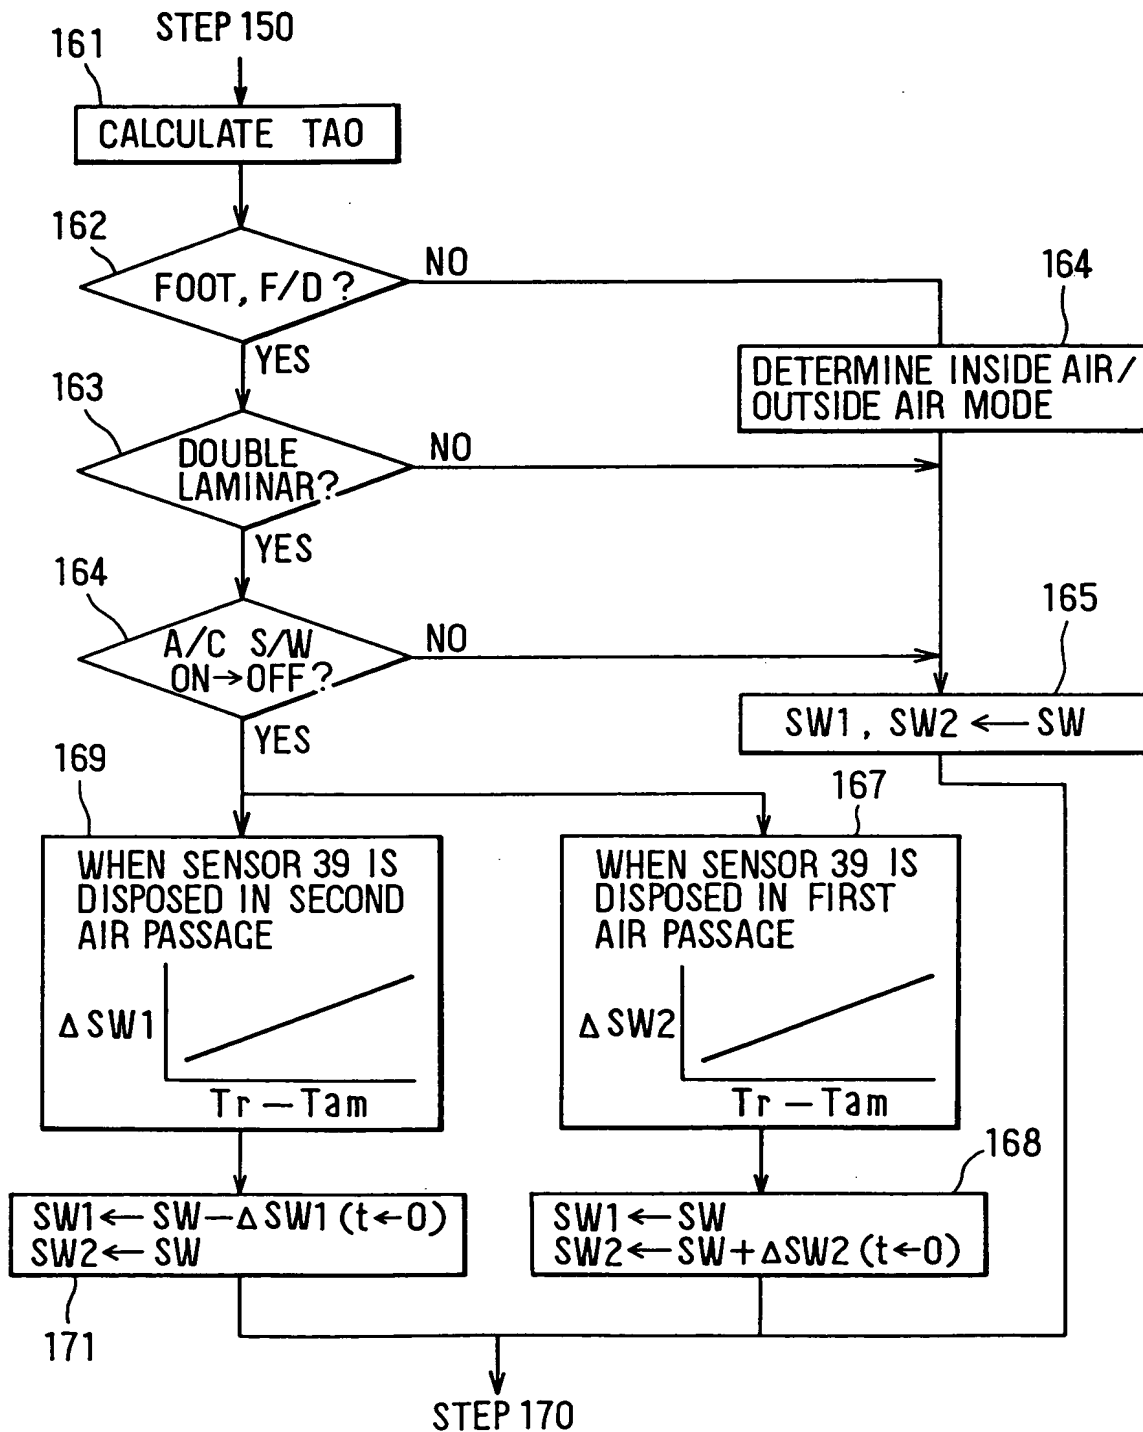 STEP 150
161
CALCULATE TAO
162
FOOT, F/D?
NO
YES
164
DETERMINE INSIDE AIR/
OUTSIDE AIR MODE
163
DOUBLE
LAMINAR?
NO
YES
164
A/C S/W
ON→OFF?
NO
YES
165
SW1, SW2 ← SW
169
WHEN SENSOR 39 IS
DISPOSED IN SECOND
AIR PASSAGE
Δ SW1
Tr – Tam
167
WHEN SENSOR 39 IS
DISPOSED IN FIRST
AIR PASSAGE
Δ SW2
Tr – Tam
SW1 ← SW – Δ SW1 (t←0)
SW2 ← SW
171
168
SW1 ← SW
SW2 ← SW + ΔSW2 (t←0)
STEP 170